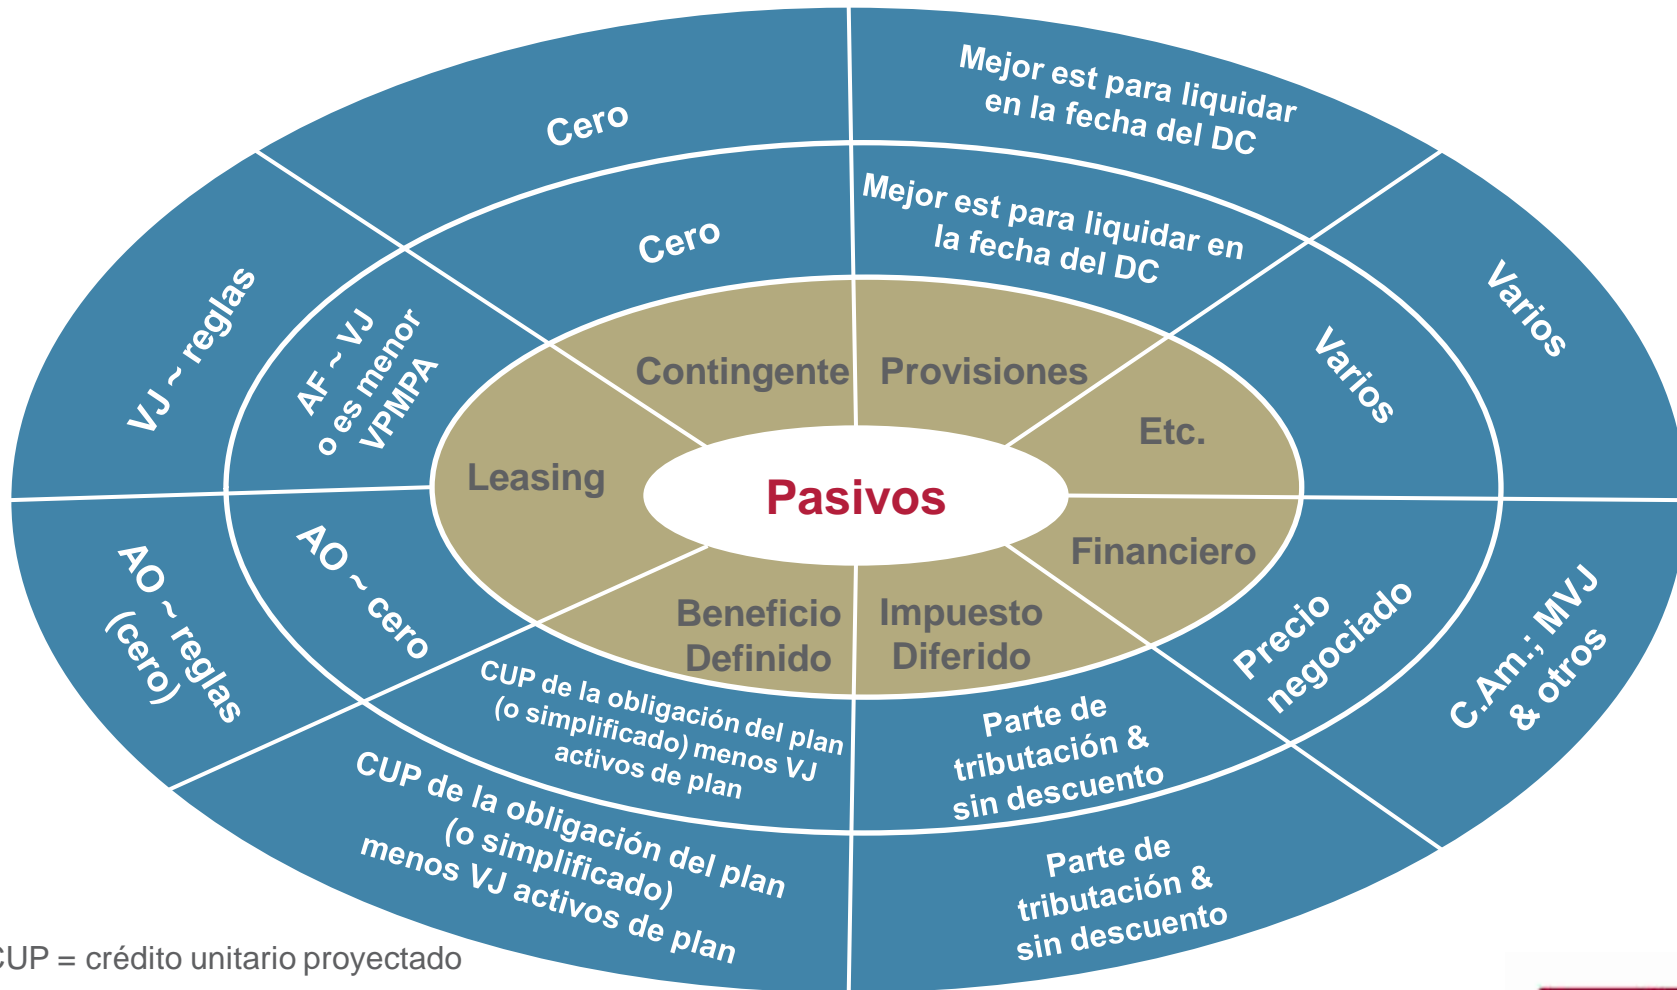 Cero
Mejor est para liquidar
en la fecha del DC
Cero
Mejor est para liquidar en
la fecha del DC
VJ ~ reglas
AF ~ VJ
o es menor
VPMPA
Varios
Varios
Contingente
Provisiones
Etc.
Leasing
Pasivos
Financiero
AO ~ reglas
(cero)
AO ~ cero
Beneficio
Definido
Impuesto
Diferido
Precio
negociado
C.Am.; MVJ
& otros
CUP de la obligación del plan
(o simplificado) menos VJ
activos de plan
Parte de
tributación &
sin descuento
CUP de la obligación del plan
(o simplificado)
menos VJ activos de plan
Parte de
tributación &
sin descuento
CUP = crédito unitario proyectado